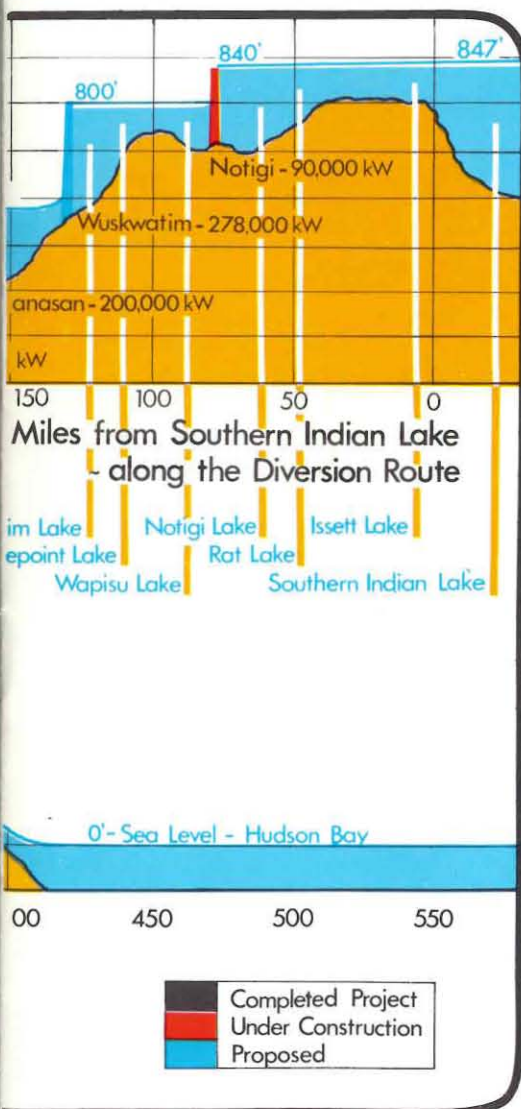 840'
847'
800'
Notigi - 90,000 kW
Wuskwatim - 278,000 kW
anasan - 200,000 kW
kW
150 100 50 0
Miles from Southern Indian Lake
- along the Diversion Route
im Lake Notigi Lake Issett Lake
epoint Lake Rat Lake
Wapisu Lake Southern Indian Lake
0' - Sea Level - Hudson Bay
00 450 500 550
Completed Project
Under Construction
Proposed